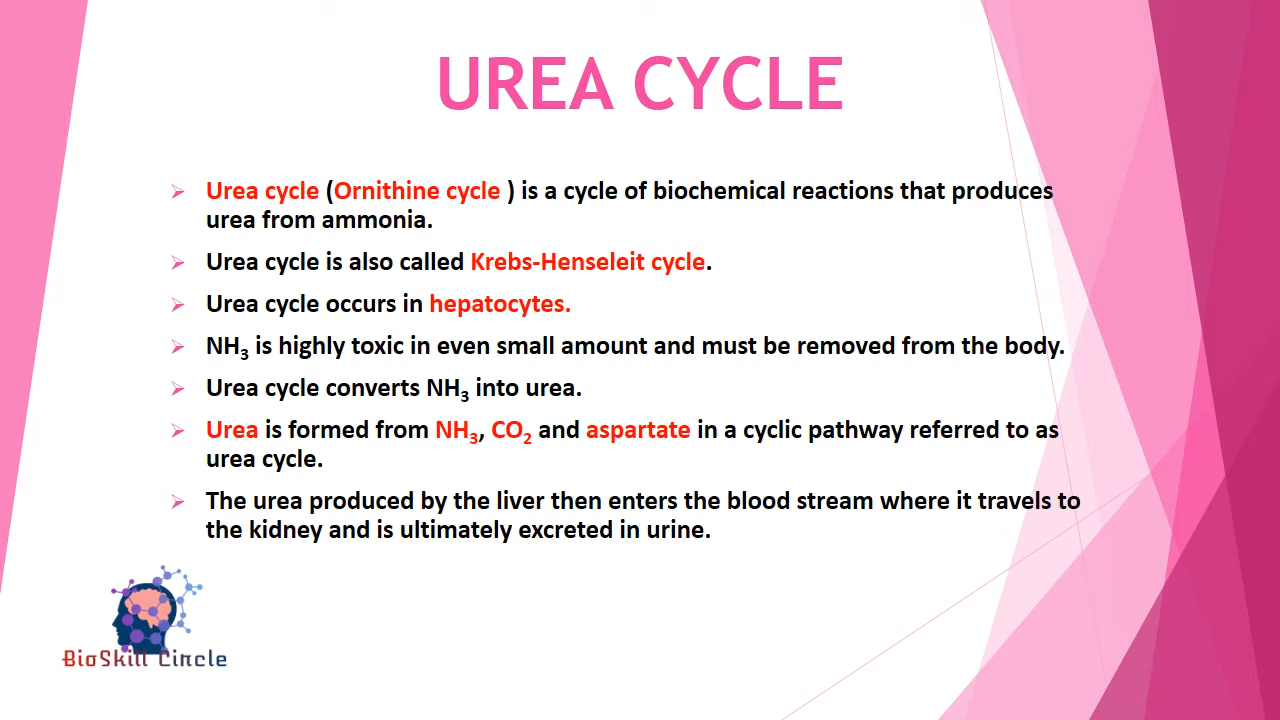 UREA CYCLE
➢ Urea cycle (Ornithine cycle ) is a cycle of biochemical reactions that produces
urea from ammonia.
➢ Urea cycle is also called Krebs-Henseleit cycle.
➢ Urea cycle occurs in hepatocytes.
➢ NH₃ is highly toxic in even small amount and must be removed from the body.
➢ Urea cycle converts NH₃ into urea.
➢ Urea is formed from NH₃, CO₂ and aspartate in a cyclic pathway referred to as
urea cycle.
➢ The urea produced by the liver then enters the blood stream where it travels to
the kidney and is ultimately excreted in urine.
BioSkill Circle